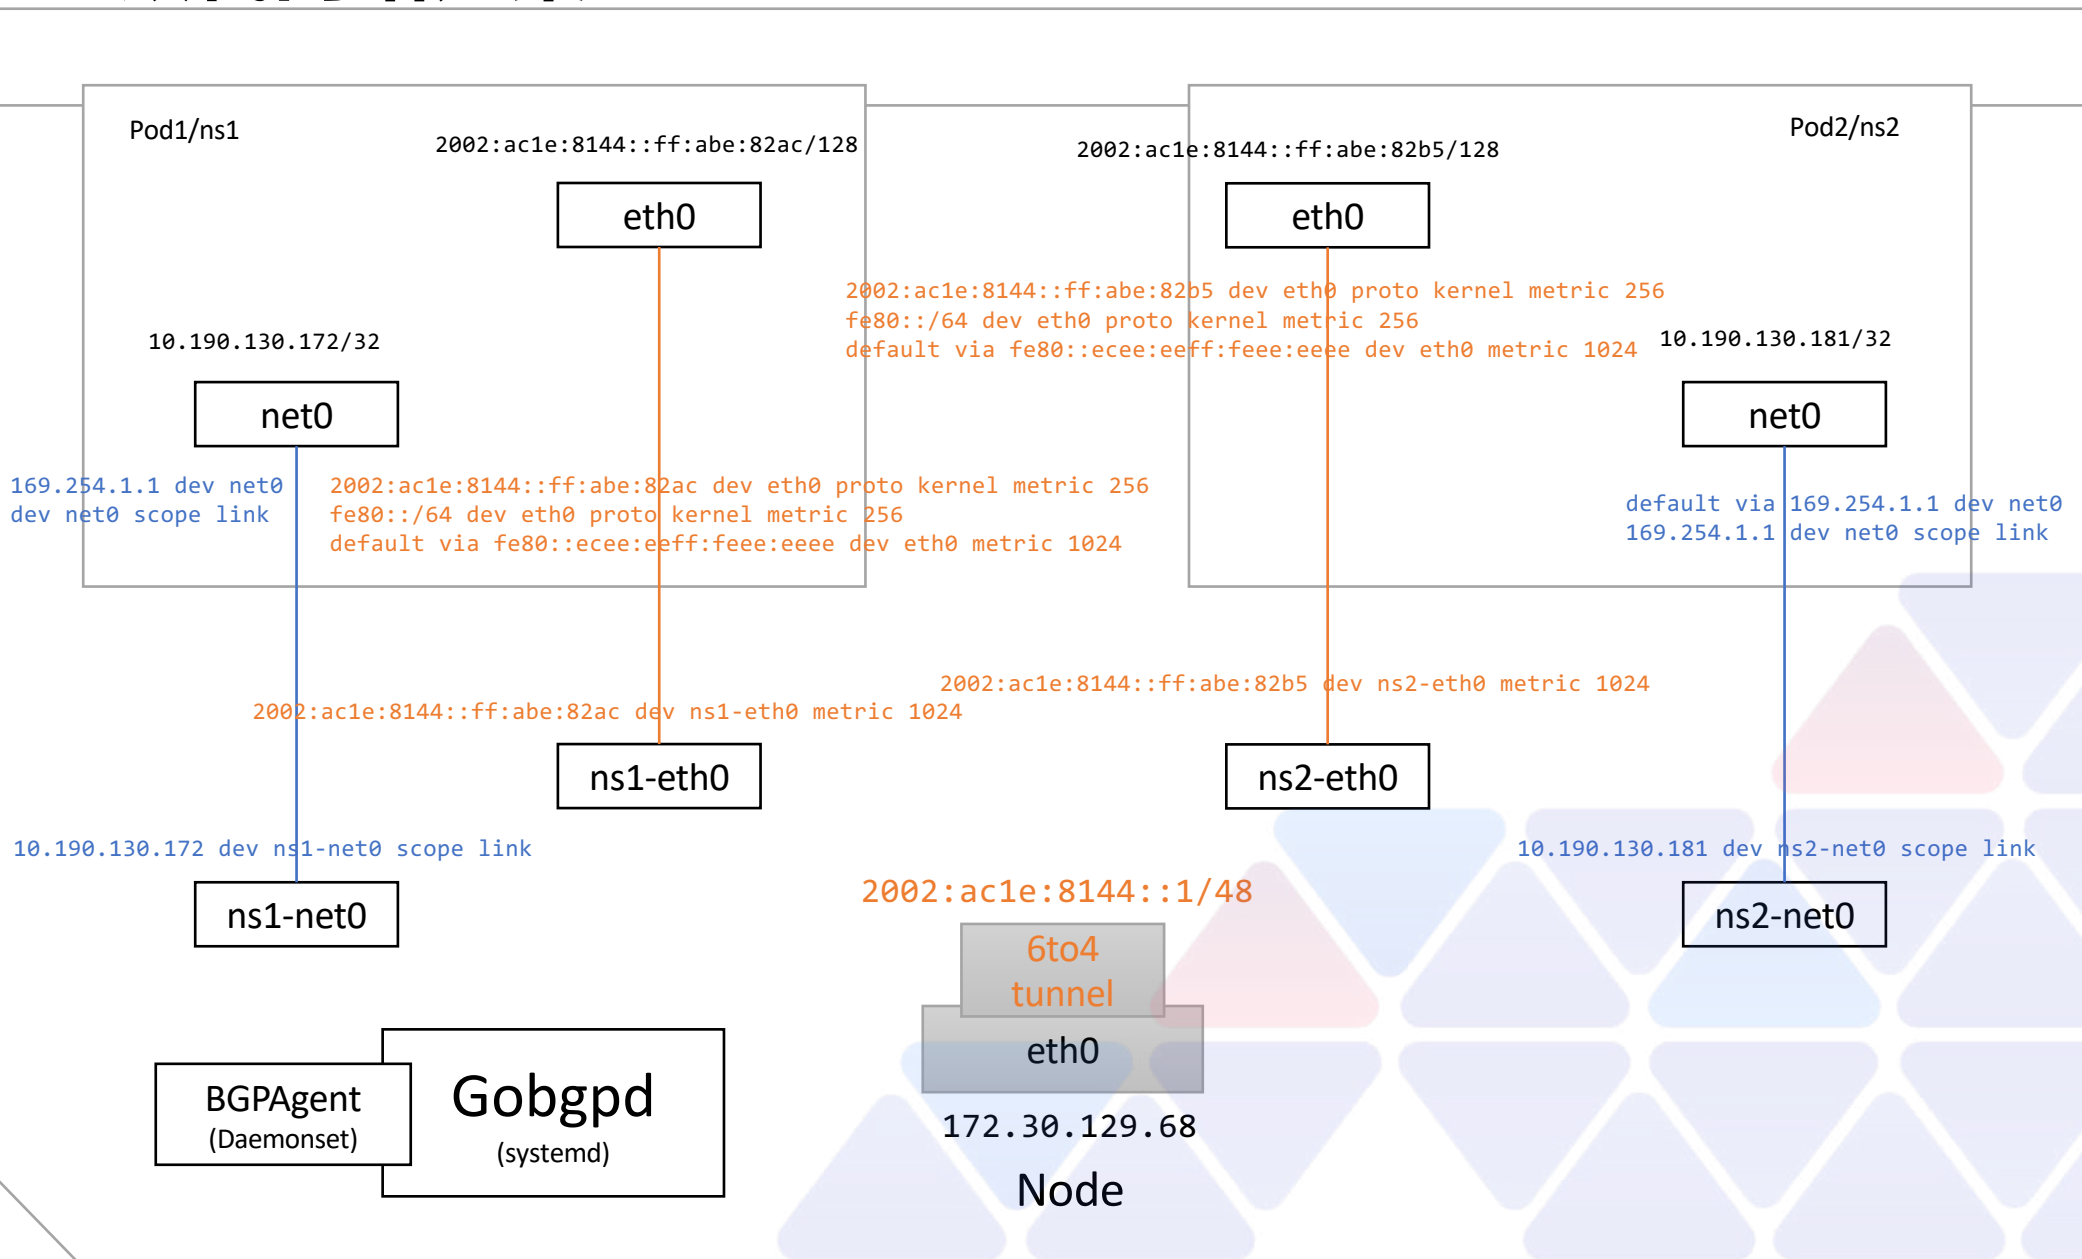 Pod1/ns1
2002:ac1e:8144::ff:abe:82ac/128
eth0
10.190.130.172/32
net0
169.254.1.1 dev net0
dev net0 scope link
2002:ac1e:8144::ff:abe:82ac dev eth0 proto kernel metric 256
fe80::/64 dev eth0 proto kernel metric 256
default via fe80::ecee:eeff:feee:eeee dev eth0 metric 1024
Pod2/ns2
2002:ac1e:8144::ff:abe:82b5/128
eth0
2002:ac1e:8144::ff:abe:82b5 dev eth0 proto kernel metric 256
fe80::/64 dev eth0 proto kernel metric 256
default via fe80::ecee:eeff:feee:eeee dev eth0 metric 1024
10.190.130.181/32
net0
default via 169.254.1.1 dev net0
169.254.1.1 dev net0 scope link
2002:ac1e:8144::ff:abe:82ac dev ns1-eth0 metric 1024
ns1-eth0
2002:ac1e:8144::ff:abe:82b5 dev ns2-eth0 metric 1024
ns2-eth0
10.190.130.172 dev ns1-net0 scope link
ns1-net0
10.190.130.181 dev ns2-net0 scope link
ns2-net0
2002:ac1e:8144::1/48
6to4
tunnel
eth0
172.30.129.68
Node
BGPAgent
(Daemonset)
Gobgpd
(systemd)